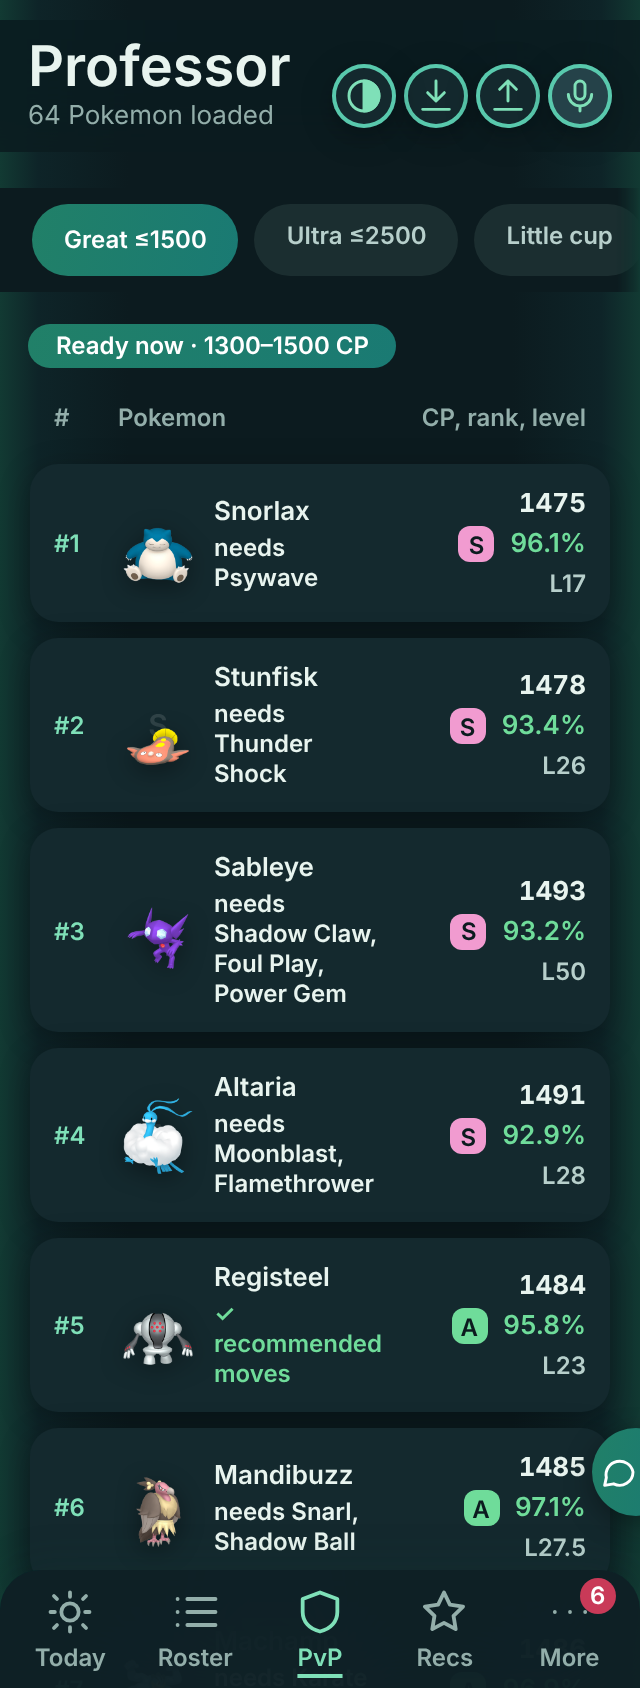 Professor
64 Pokemon loaded
Great ≤1500
Ultra ≤2500
Little cup
Ready now · 1300–1500 CP
# Pokemon CP, rank, level
#1
Snorlax
needs
Psywave
1475
S 96.1%
L17
#2
S
Stunfisk
needs
Thunder
Shock
1478
S 93.4%
L26
#3
Sableye
needs
Shadow Claw,
Foul Play,
Power Gem
1493
S 93.2%
L50
#4
Altaria
needs
Moonblast,
Flamethrower
1491
S 92.9%
L28
#5
Registeel
✓
recommended
moves
1484
A 95.8%
L23
#6
Mandibuzz
needs Snarl,
Shadow Ball
1485
A 97.1%
L27.5
6
Today
Roster
PvP
Recs
More